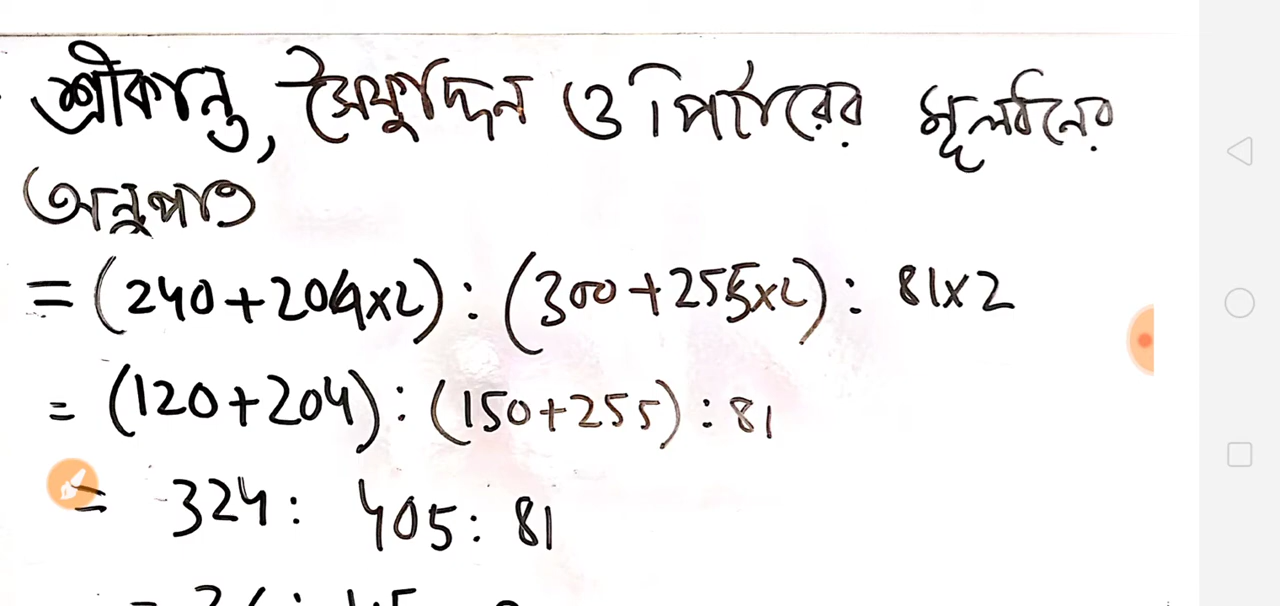 শ্রীকান্ত, সৈফুদ্দিন ও পিটারের মূলধনের
অনুপাত
= (240+204×2) : (300+255×2) : 81×2
= (120+204) : (150+255) : 81
= 324 : 405 : 81